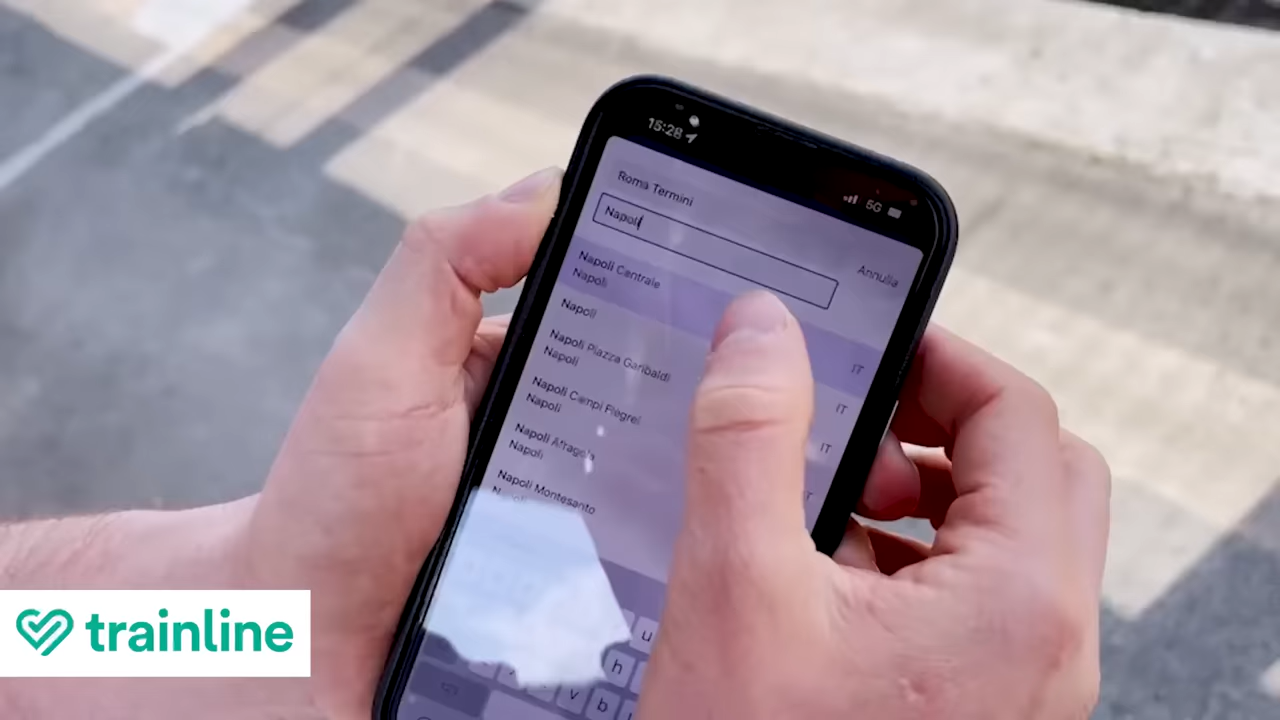 15:28
5G
Roma Termini
Napoli
Annulla
Napoli Centrale
Napoli
IT
Napoli
IT
Napoli Piazza Garibaldi
Napoli
IT
Napoli Campi Flegrei
Napoli
Napoli Afragola
Napoli
Napoli Montesanto
u
h
v
b
123
trainline